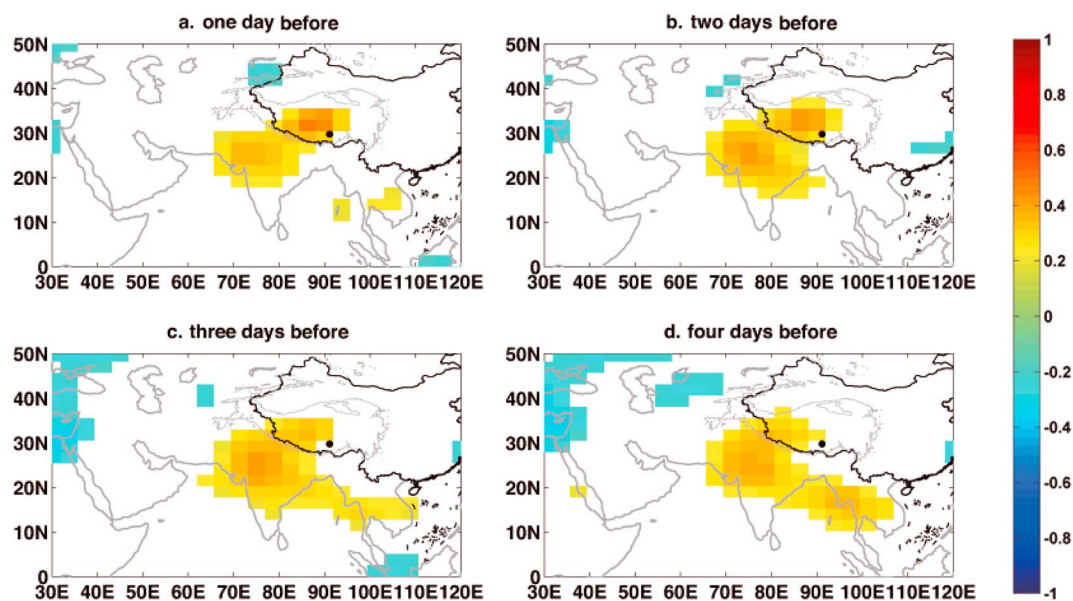 a. one day before
b. two days before
50N
40N
30N
20N
10N
0
30E 40E 50E 60E 70E 80E 90E 100E110E120E
50N
40N
30N
20N
10N
0
30E 40E 50E 60E 70E 80E 90E 100E110E120E
c. three days before
d. four days before
50N
40N
30N
20N
10N
0
30E 40E 50E 60E 70E 80E 90E 100E110E120E
50N
40N
30N
20N
10N
0
30E 40E 50E 60E 70E 80E 90E 100E110E120E
1
0.8
0.6
0.4
0.2
0
-0.2
-0.4
-0.6
-0.8
-1